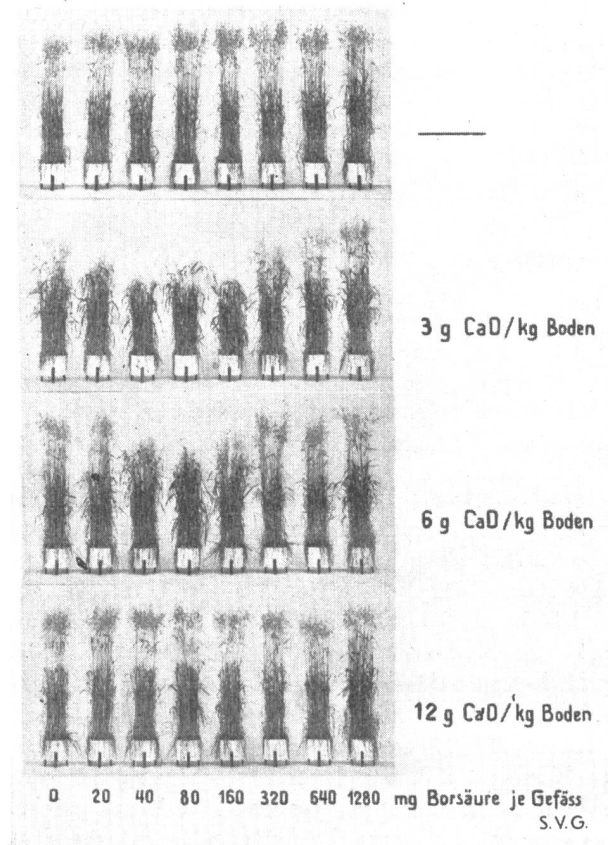 3 g CaO/kg Boden
6 g CaO/kg Boden
12 g CaO/kg Boden
0 20 40 80 160 320 640 1280 mg Borsäure je Gefäss
S.V.G.